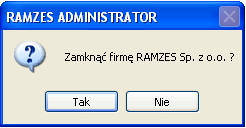 RAMZES ADMINISTRATOR
Zamknąć firmę RAMZES Sp. z o.o. ?
Tak
Nie